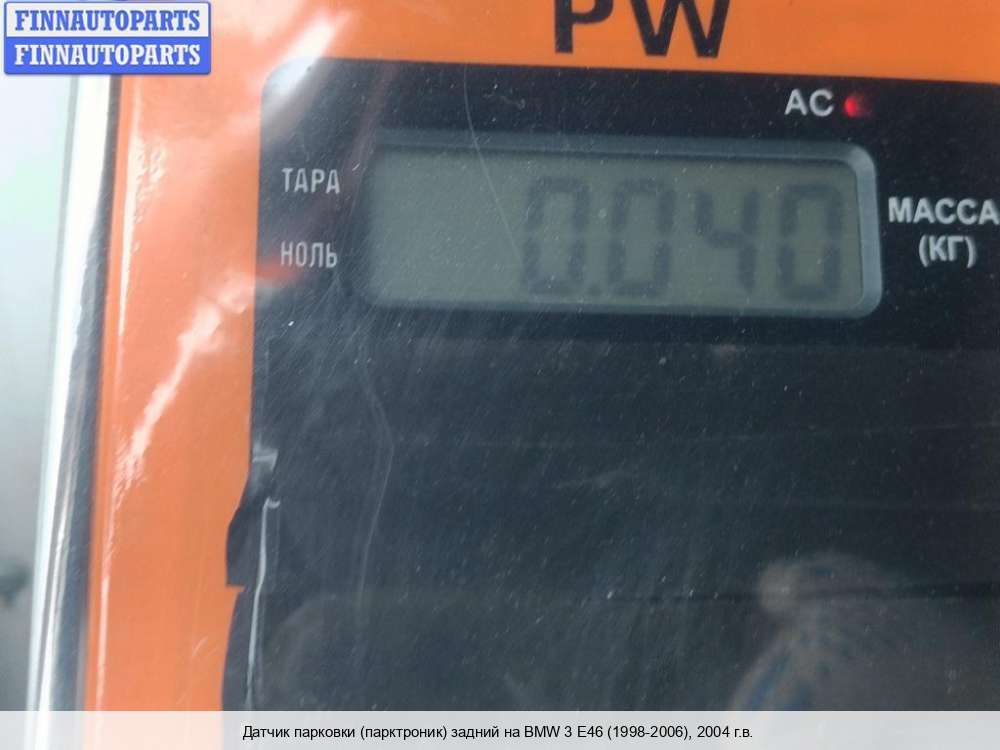 FINNAUTOPARTS
FINNAUTOPARTS
PW
AC
ТАРА
0.040
МАССА
(КГ)
НОЛЬ
Датчик парковки (парктроник) задний на BMW 3 E46 (1998-2006), 2004 г.в.